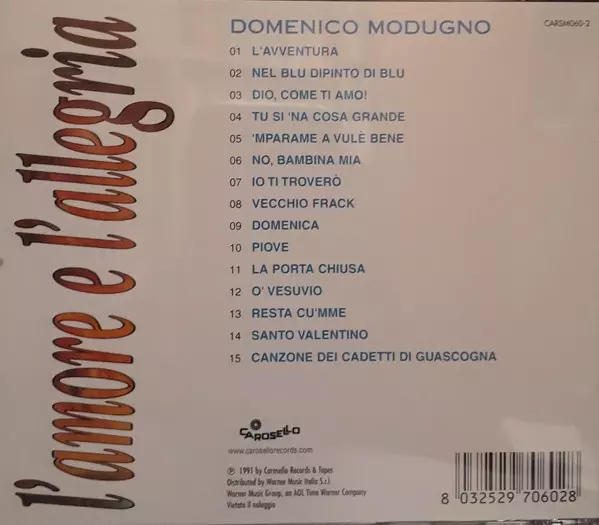 l'amore e l'allegria
DOMENICO MODUGNO
CARSM060-2
01 L'AVVENTURA
02 NEL BLU DIPINTO DI BLU
03 DIO, COME TI AMO!
04 TU SI 'NA COSA GRANDE
05 'MPARAME A VULÈ BENE
06 NO, BAMBINA MIA
07 IO TI TROVERÒ
08 VECCHIO FRACK
09 DOMENICA
10 PIOVE
11 LA PORTA CHIUSA
12 O' VESUVIO
13 RESTA CU'MME
14 SANTO VALENTINO
15 CANZONE DEI CADETTI DI GUASCOGNA
CAROSELLO
www.carosellorecords.com
℗ 1991 by Carosello Records & Tapes
Distributed by Warner Music Italia S.r.l.
Warner Music Group, an AOL Time Warner Company
Vietato il noleggio
8 032529 706028